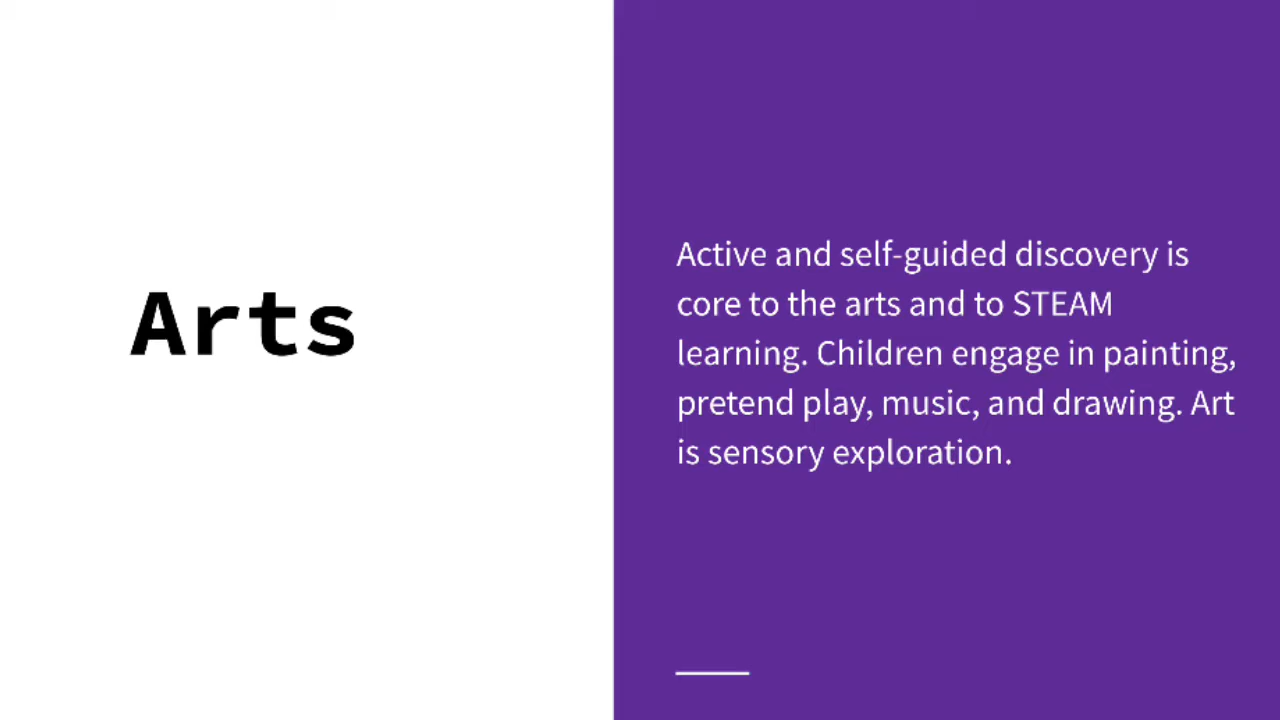 Arts
Active and self-guided discovery is
core to the arts and to STEAM
learning. Children engage in painting,
pretend play, music, and drawing. Art
is sensory exploration.